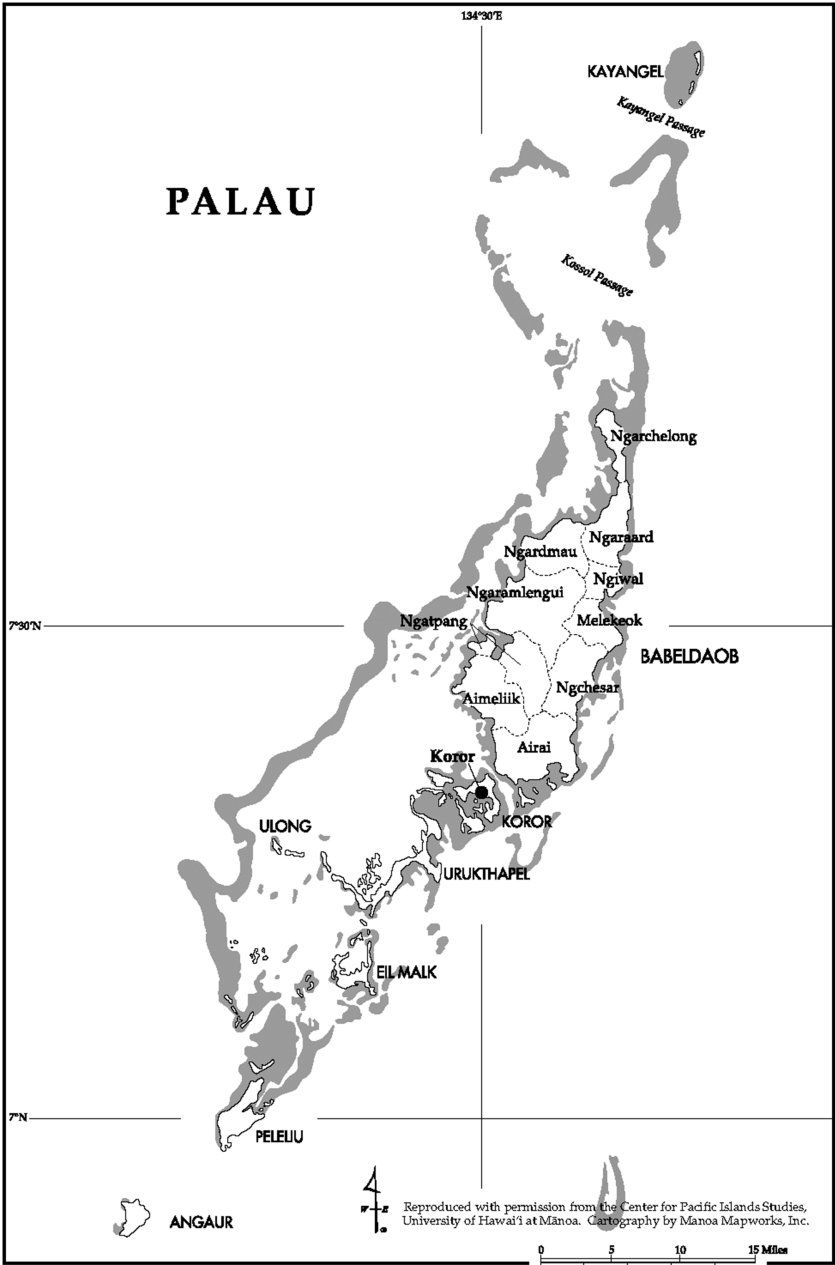 134°30'E
KAYANGEL
Kayangel Passage
PALAU
Kossol Passage
Ngarchelong
Ngaraard
Ngardmau
Ngiwal
Ngaramlengui
Ngatpang
Melekeok
7°30'N
BABELDAOB
Ngchesar
Aimeliik
Airai
Koror
KOROR
ULONG
URUKTHAPEL
EIL MALK
7°N
PELELIU
ANGAUR
W E
Reproduced with permission from the Center for Pacific Islands Studies,
University of Hawai'i at Mānoa. Cartography by Manoa Mapworks, Inc.
0 5 10 15 Miles